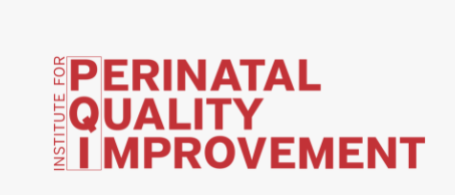 INSTITUTE FOR
PERINATAL
QUALITY
IMPROVEMENT